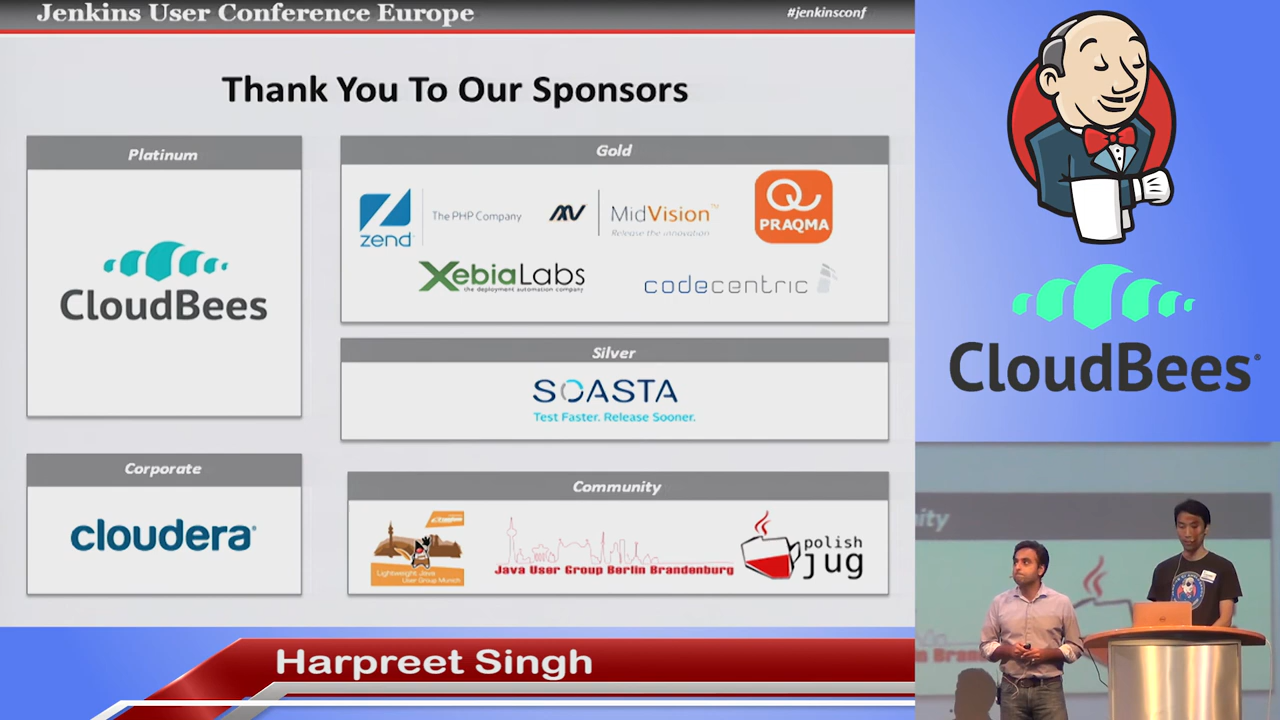 Jenkins User Conference Europe
#jenkinsconf
Thank You To Our Sponsors
Platinum
CloudBees
Gold
zend
The PHP Company
MidVision™
Release the innovation
PRAQMA
XebiaLabs
the deployment automation company
codecentric
Silver
SOASTA
Test Faster. Release Sooner.
Corporate
cloudera®
Community
Lightweight Java
User Group Munich
Java User Group Berlin Brandenburg
polish
jug
Harpreet Singh
CloudBees®